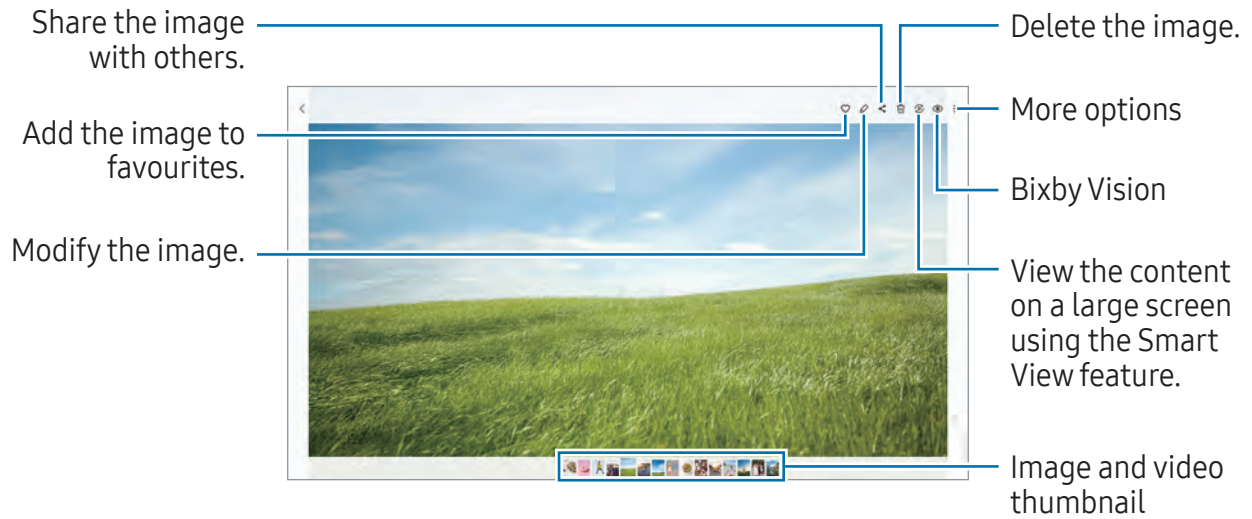 Share the image
with others.
Add the image to
favourites.
Modify the image.
Delete the image.
More options
Bixby Vision
View the content
on a large screen
using the Smart
View feature.
Image and video
thumbnail